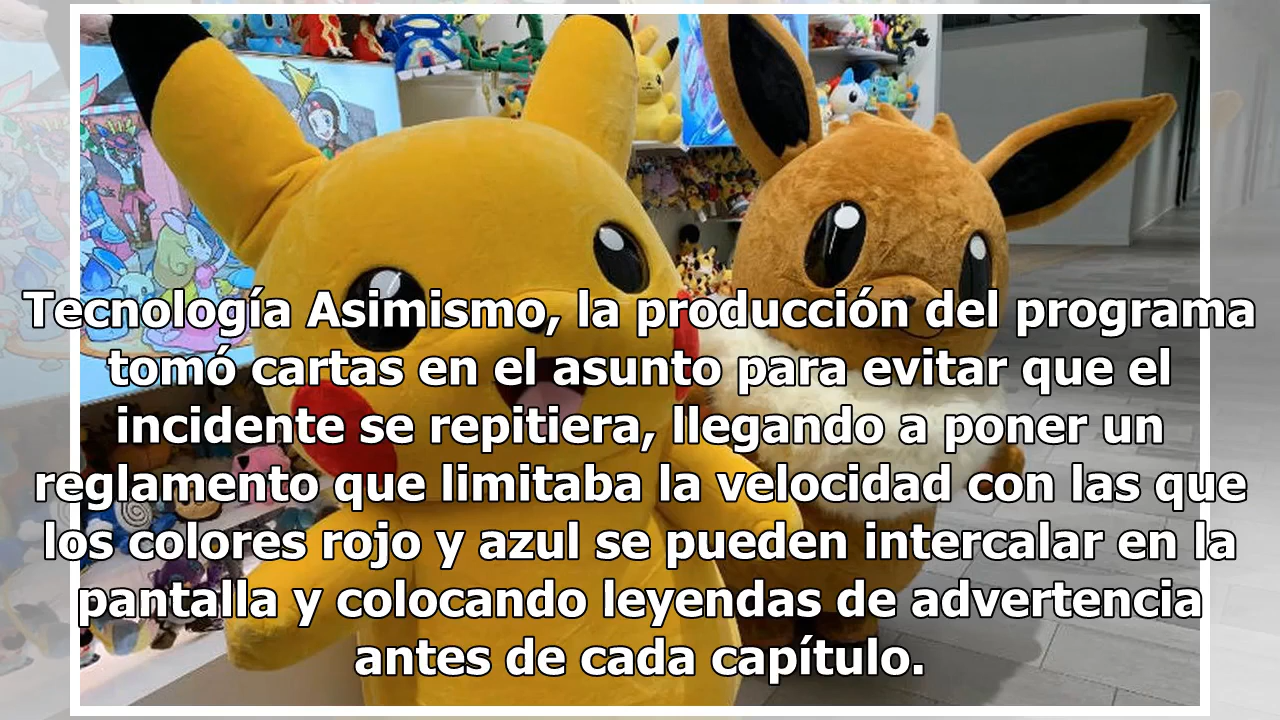 Tecnología Asimismo, la producción del programa
tomó cartas en el asunto para evitar que el
incidente se repitiera, llegando a poner un
reglamento que limitaba la velocidad con las que
los colores rojo y azul se pueden intercalar en la
pantalla y colocando leyendas de advertencia
antes de cada capítulo.